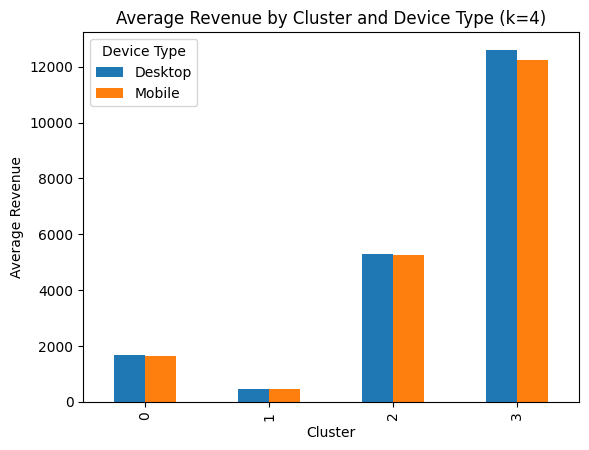 Average Revenue by Cluster and Device Type (k=4)
Device Type
Desktop
Mobile
12000
10000
8000
6000
4000
2000
0
Average Revenue
0
1
2
3
Cluster